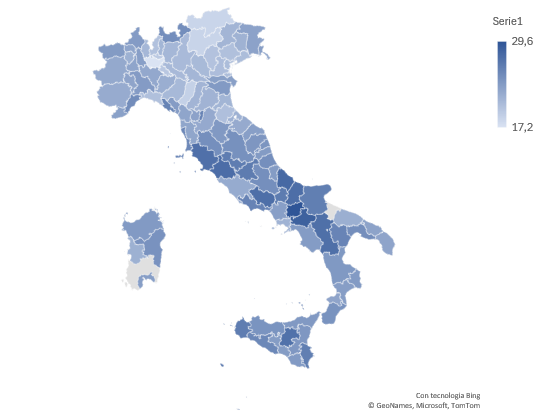 Serie1
29,6
17,2
Con tecnologia Bing
© GeoNames, Microsoft, TomTom